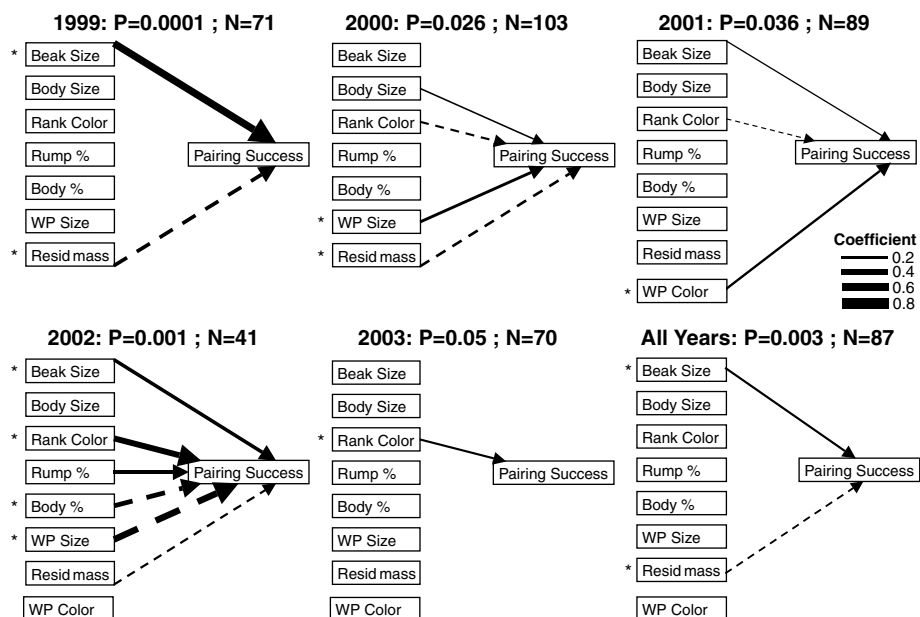 1999: P=0.0001 ; N=71
* Beak Size
Body Size
Rank Color
Rump %
Body %
WP Size
* Resid mass
Pairing Success
2000: P=0.026 ; N=103
Beak Size
Body Size
Rank Color
Rump %
Body %
* WP Size
* Resid mass
Pairing Success
2001: P=0.036 ; N=89
Beak Size
Body Size
Rank Color
Rump %
Body %
WP Size
Resid mass
* WP Color
Pairing Success
Coefficient
0.2
0.4
0.6
0.8
2002: P=0.001 ; N=41
* Beak Size
Body Size
* Rank Color
Rump %
* Body %
* WP Size
Resid mass
WP Color
Pairing Success
2003: P=0.05 ; N=70
Beak Size
Body Size
* Rank Color
Rump %
Body %
WP Size
Resid mass
WP Color
Pairing Success
All Years: P=0.003 ; N=87
* Beak Size
Body Size
Rank Color
Rump %
Body %
WP Size
* Resid mass
WP Color
Pairing Success